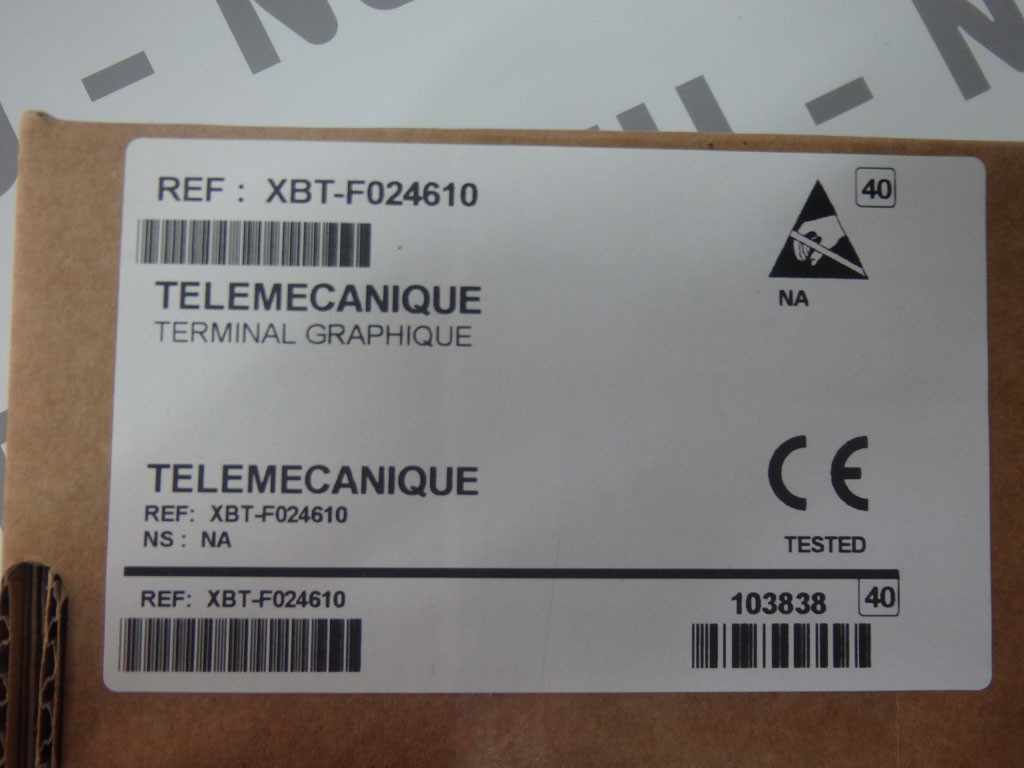 REF : XBT-F024610
40
NA
TELEMECANIQUE
TERMINAL GRAPHIQUE
TELEMECANIQUE
REF: XBT-F024610
NS : NA
CE
TESTED
REF: XBT-F024610
103838
40